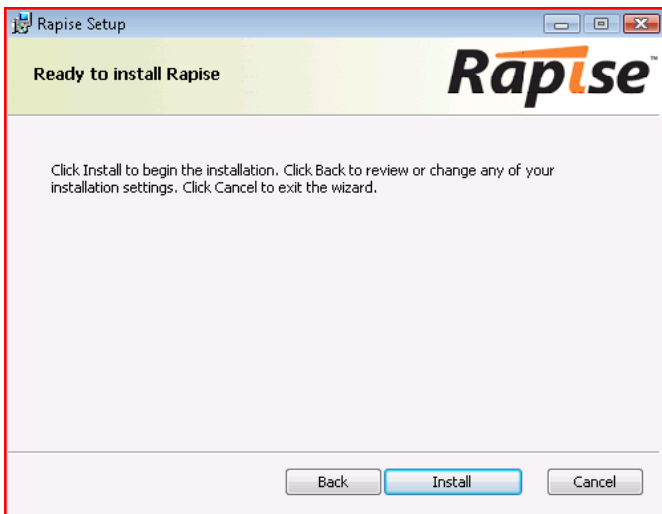 Rapise Setup
Ready to install Rapise
Rapise™
Click Install to begin the installation. Click Back to review or change any of your
installation settings. Click Cancel to exit the wizard.
Back
Install
Cancel